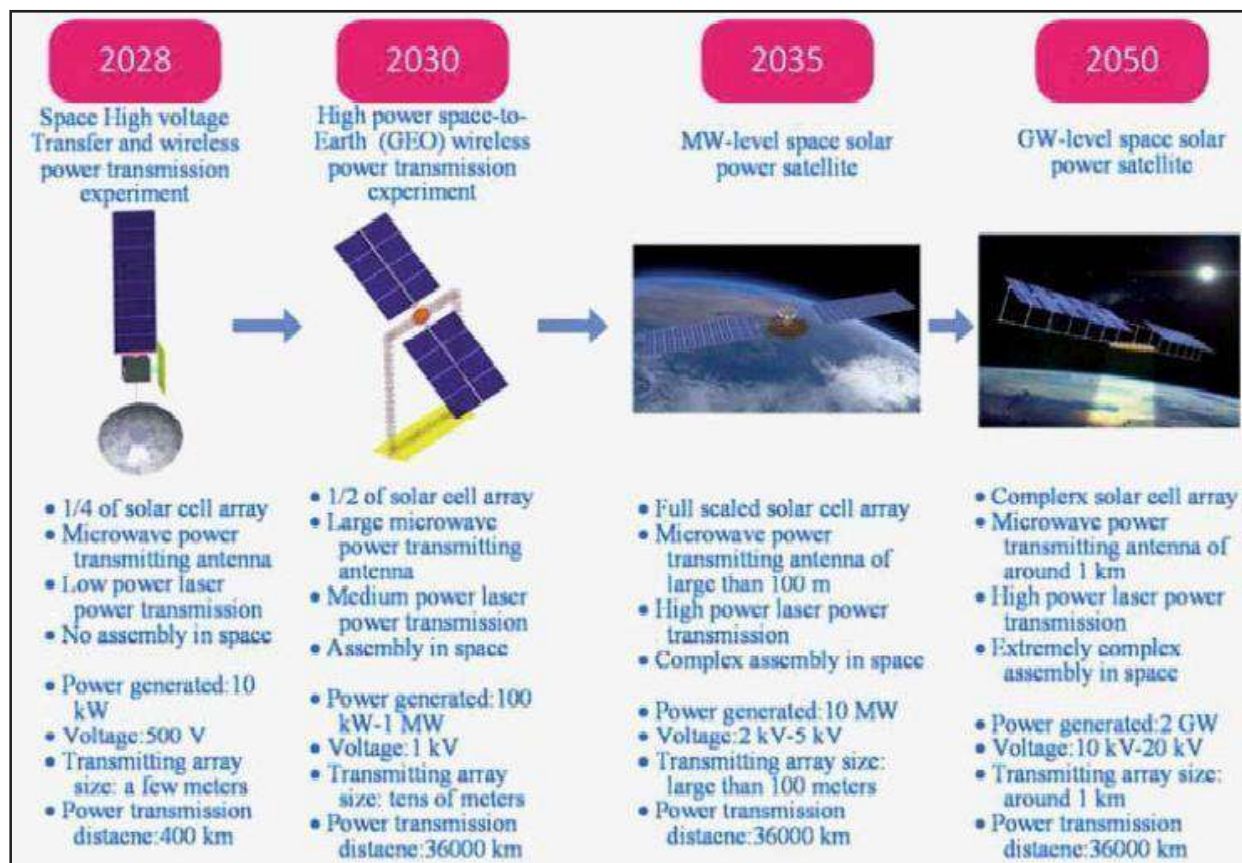 2028
Space High voltage
Transfer and wireless
power transmission
experiment
• 1/4 of solar cell array
• Microwave power
transmitting antenna
• Low power laser
power transmission
• No assembly in space
• Power generated:10
kW
• Voltage:500 V
• Transmitting array
size: a few meters
• Power transmission
distacne:400 km
2030
High power space-to-
Earth (GEO) wireless
power transmission
experiment
• 1/2 of solar cell array
• Large microwave
power transmitting
antenna
• Medium power laser
power transmission
• Assembly in space
• Power generated:100
kW-1 MW
• Voltage:1 kV
• Transmitting array
size: tens of meters
• Power transmission
distacne:36000 km
2035
MW-level space solar
power satellite
• Full scaled solar cell array
• Microwave power
transmitting antenna of
large than 100 m
• High power laser power
transmission
• Complex assembly in space
• Power generated:10 MW
• Voltage:2 kV-5 kV
• Transmitting array size:
large than 100 meters
• Power transmission
distacne:36000 km
2050
GW-level space solar
power satellite
• Complerx solar cell array
• Microwave power
transmitting antenna of
around 1 km
• High power laser power
transmission
• Extremely complex
assembly in space
• Power generated:2 GW
• Voltage:10 kV-20 kV
• Transmitting array size:
around 1 km
• Power transmission
distacne:36000 km